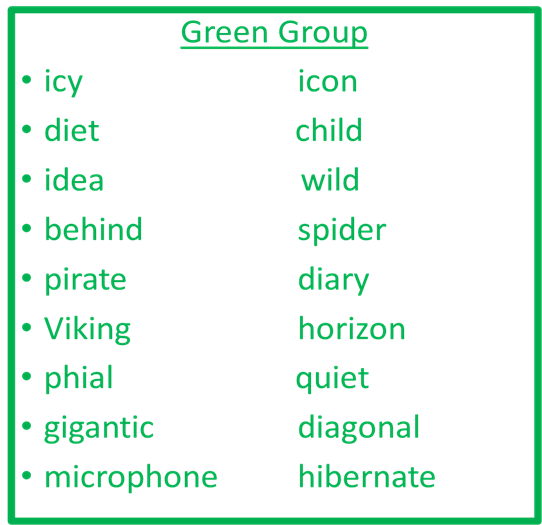 Green Group
• icy icon
• diet child
• idea wild
• behind spider
• pirate diary
• Viking horizon
• phial quiet
• gigantic diagonal
• microphone hibernate